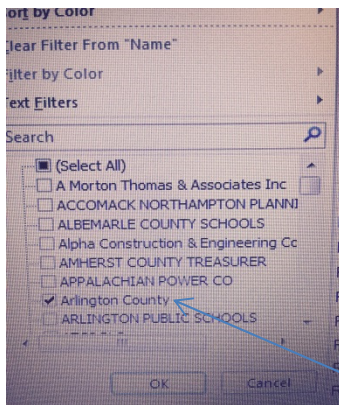 ort by Color
lear Filter From "Name"
ilter by Color
ext Filters
Search
(Select All)
A Morton Thomas & Associates Inc
ACCOMACK NORTHAMPTON PLANNI
ALBEMARLE COUNTY SCHOOLS
Alpha Construction & Engineering Cc
AMHERST COUNTY TREASURER
APPALACHIAN POWER CO
Arlington County
ARLINGTON PUBLIC SCHOOLS
OK Cancel